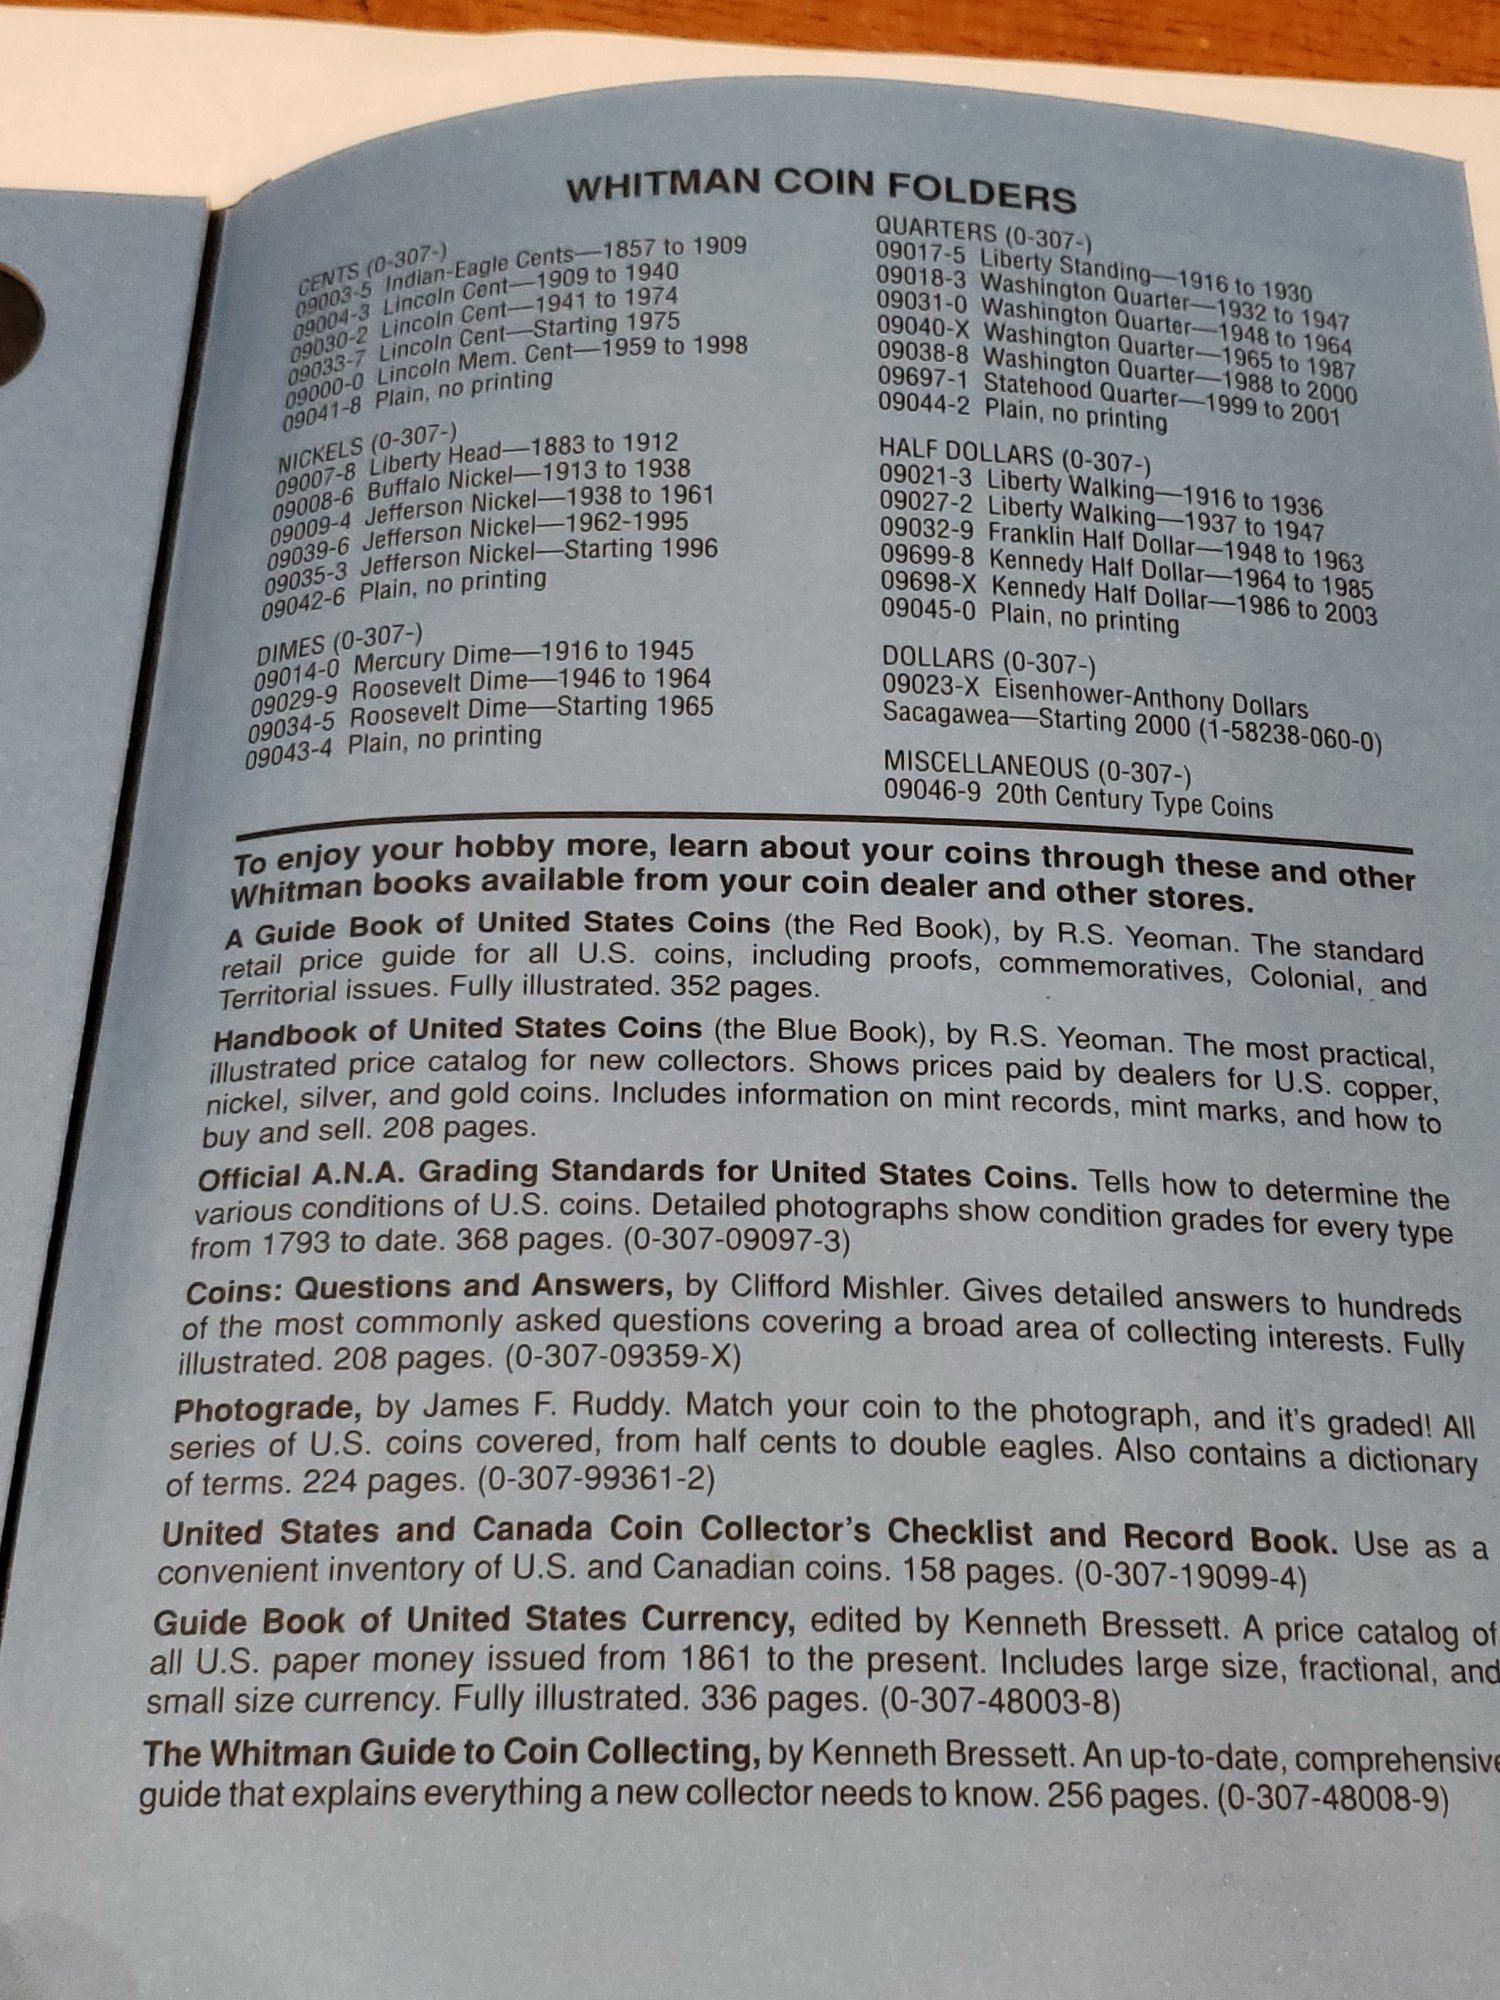 WHITMAN COIN FOLDERS
CENTS (0-307-)
09003-5 Indian-Eagle Cents—1857 to 1909
09004-3 Lincoln Cent—1909 to 1940
09030-2 Lincoln Cent—1941 to 1974
09033-7 Lincoln Cent—Starting 1975
09000-0 Lincoln Mem. Cent—1959 to 1998
09041-8 Plain, no printing
NICKELS (0-307-)
09007-8 Liberty Head—1883 to 1912
09008-6 Buffalo Nickel—1913 to 1938
09009-4 Jefferson Nickel—1938 to 1961
09039-6 Jefferson Nickel—1962-1995
09035-3 Jefferson Nickel—Starting 1996
09042-6 Plain, no printing
DIMES (0-307-)
09014-0 Mercury Dime—1916 to 1945
09029-9 Roosevelt Dime—1946 to 1964
09034-5 Roosevelt Dime—Starting 1965
09043-4 Plain, no printing
QUARTERS (0-307-)
09017-5 Liberty Standing—1916 to 1930
09018-3 Washington Quarter—1932 to 1947
09031-0 Washington Quarter—1948 to 1964
09040-X Washington Quarter—1965 to 1987
09038-8 Washington Quarter—1988 to 2000
09697-1 Statehood Quarter—1999 to 2001
09044-2 Plain, no printing
HALF DOLLARS (0-307-)
09021-3 Liberty Walking—1916 to 1936
09027-2 Liberty Walking—1937 to 1947
09032-9 Franklin Half Dollar—1948 to 1963
09699-8 Kennedy Half Dollar—1964 to 1985
09698-X Kennedy Half Dollar—1986 to 2003
09045-0 Plain, no printing
DOLLARS (0-307-)
09023-X Eisenhower-Anthony Dollars
Sacagawea—Starting 2000 (1-58238-060-0)
MISCELLANEOUS (0-307-)
09046-9 20th Century Type Coins
To enjoy your hobby more, learn about your coins through these and other
Whitman books available from your coin dealer and other stores.
A Guide Book of United States Coins (the Red Book), by R.S. Yeoman. The standard
retail price guide for all U.S. coins, including proofs, commemoratives, Colonial, and
Territorial issues. Fully illustrated. 352 pages.
Handbook of United States Coins (the Blue Book), by R.S. Yeoman. The most practical,
illustrated price catalog for new collectors. Shows prices paid by dealers for U.S. copper,
nickel, silver, and gold coins. Includes information on mint records, mint marks, and how to
buy and sell. 208 pages.
Official A.N.A. Grading Standards for United States Coins. Tells how to determine the
various conditions of U.S. coins. Detailed photographs show condition grades for every type
from 1793 to date. 368 pages. (0-307-09097-3)
Coins: Questions and Answers, by Clifford Mishler. Gives detailed answers to hundreds
of the most commonly asked questions covering a broad area of collecting interests. Fully
illustrated. 208 pages. (0-307-09359-X)
Photograde, by James F. Ruddy. Match your coin to the photograph, and it's graded! All
series of U.S. coins covered, from half cents to double eagles. Also contains a dictionary
of terms. 224 pages. (0-307-99361-2)
United States and Canada Coin Collector's Checklist and Record Book. Use as a
convenient inventory of U.S. and Canadian coins. 158 pages. (0-307-19099-4)
Guide Book of United States Currency, edited by Kenneth Bressett. A price catalog of
all U.S. paper money issued from 1861 to the present. Includes large size, fractional, and
small size currency. Fully illustrated. 336 pages. (0-307-48003-8)
The Whitman Guide to Coin Collecting, by Kenneth Bressett. An up-to-date, comprehensive
guide that explains everything a new collector needs to know. 256 pages. (0-307-48008-9)